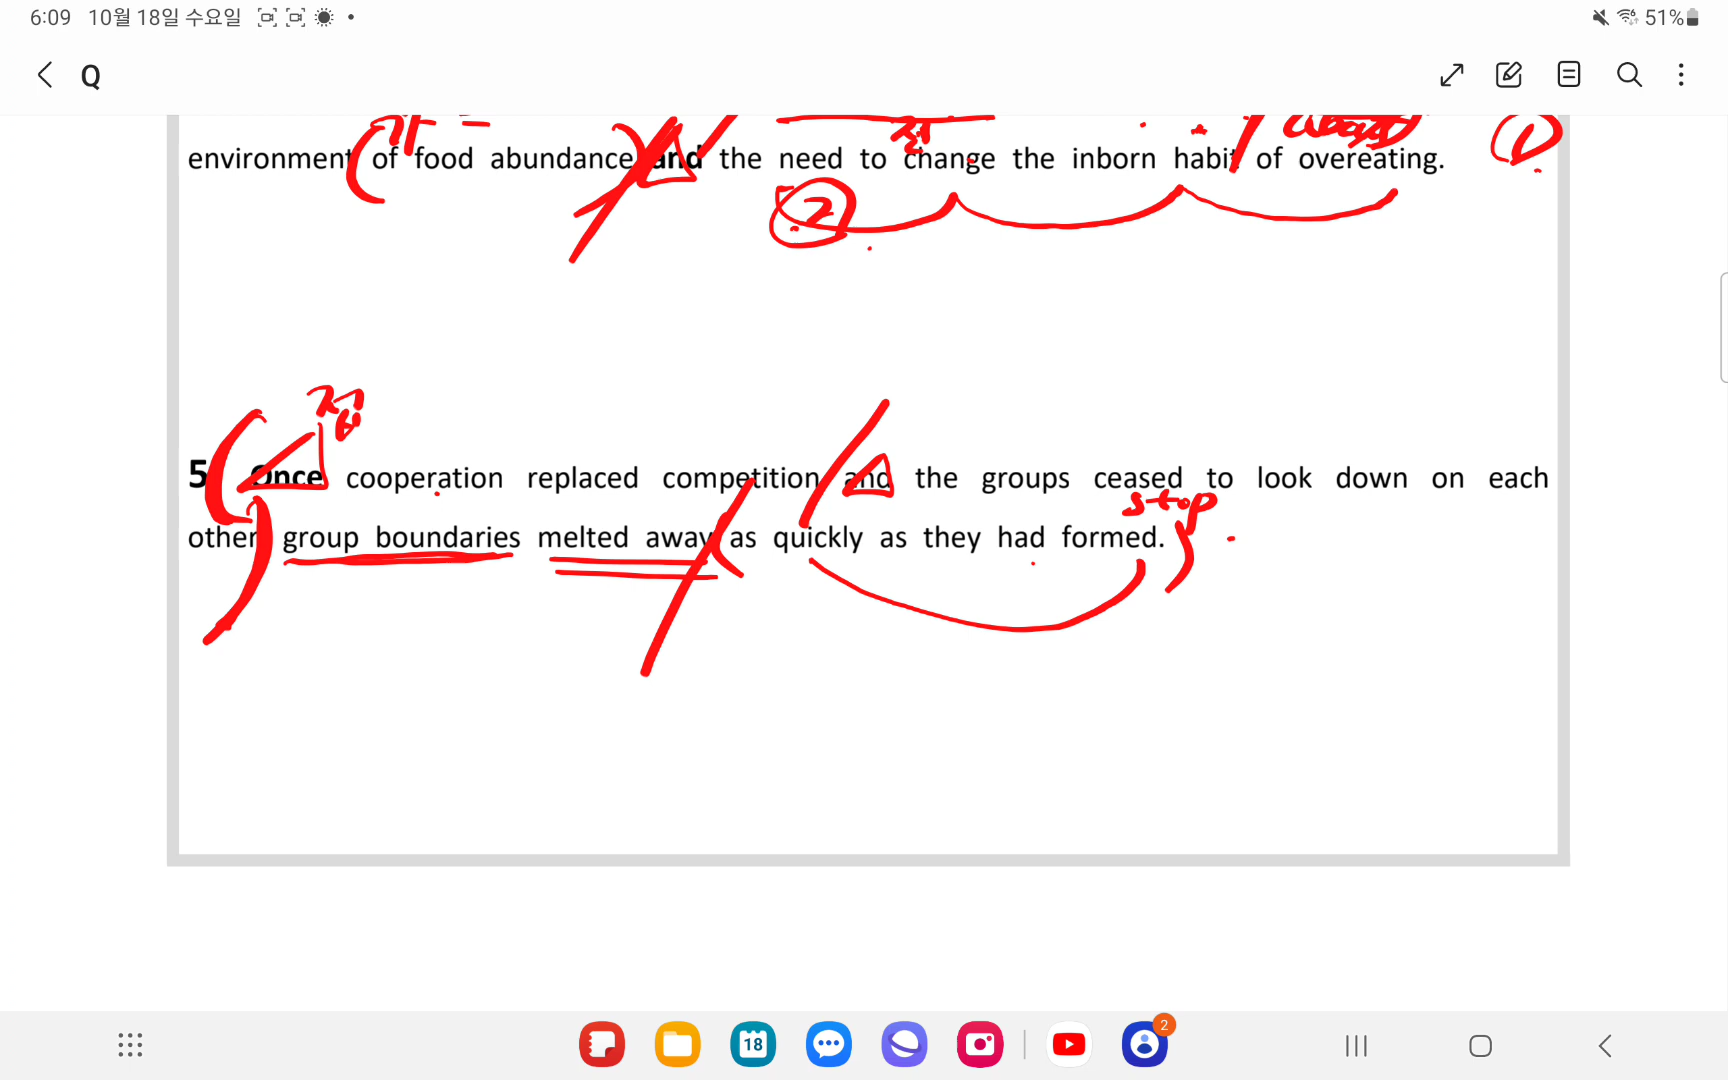 6:09 10월 18일 수요일 51%
Q
environment of food abundance and the need to change the inborn habit of overeating. ①
②
접
5 Once cooperation replaced competition and the groups ceased to look down on each
stop
other group boundaries melted away as quickly as they had formed.
18
2